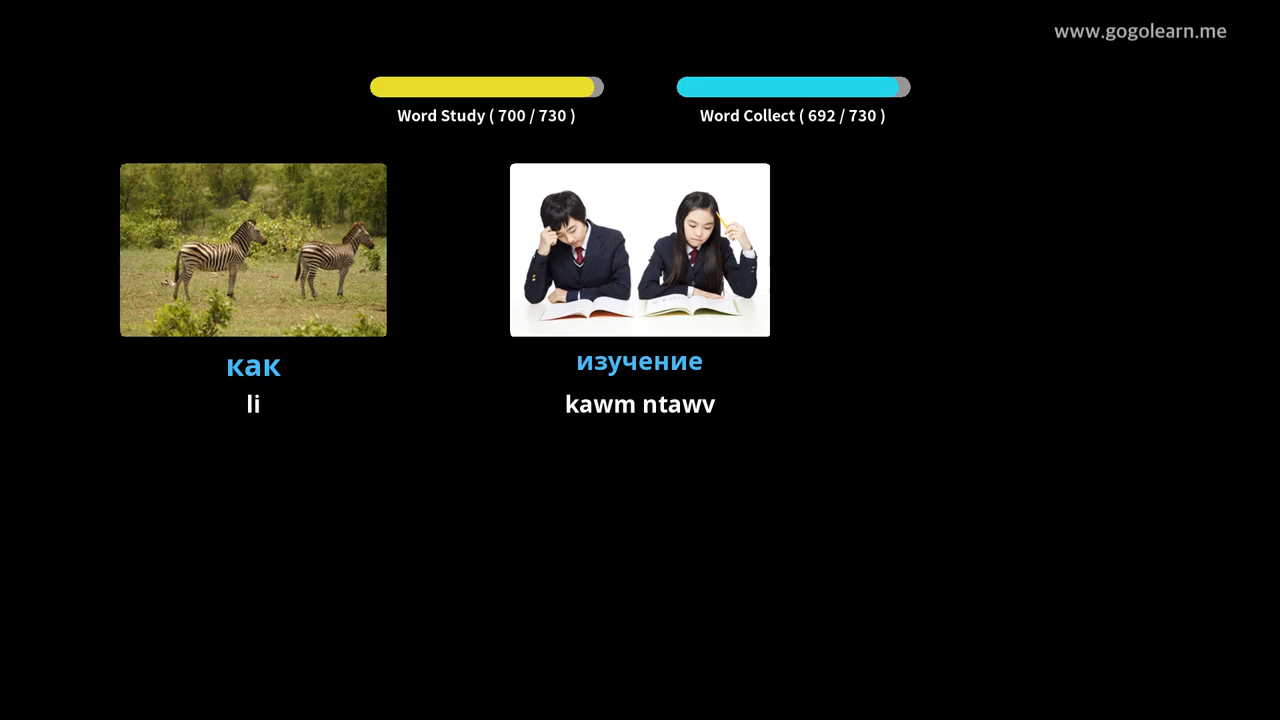 www.gogolearn.me
Word Study ( 700 / 730 )
Word Collect ( 692 / 730 )
как
li
изучение
kawm ntawv